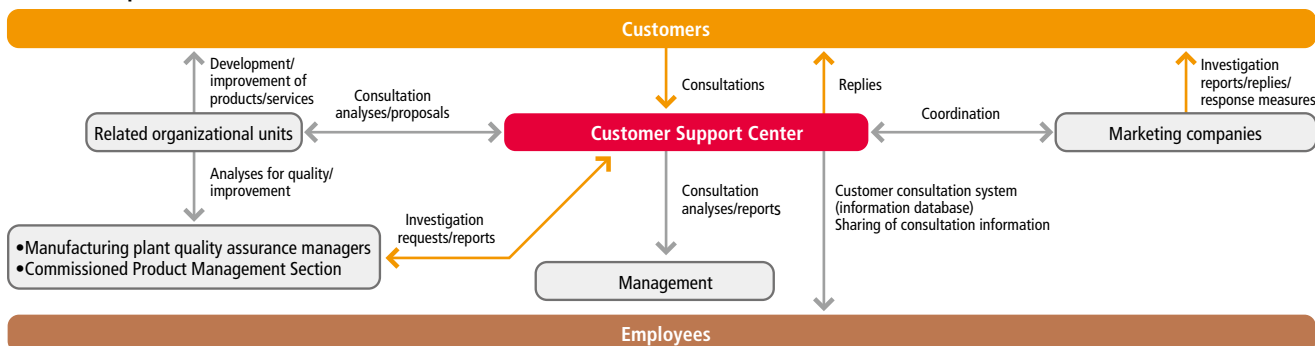 Customers
Development/
improvement of
products/services
Consultation
analyses/proposals
Consultations
Replies
Investigation
reports/replies/
response measures
Coordination
Related organizational units
Customer Support Center
Marketing companies
Analyses for quality/
improvement
Investigation
requests/reports
Consultation
analyses/reports
Customer consultation system
(information database)
Sharing of consultation information
•Manufacturing plant quality assurance managers
•Commissioned Product Management Section
Management
Employees